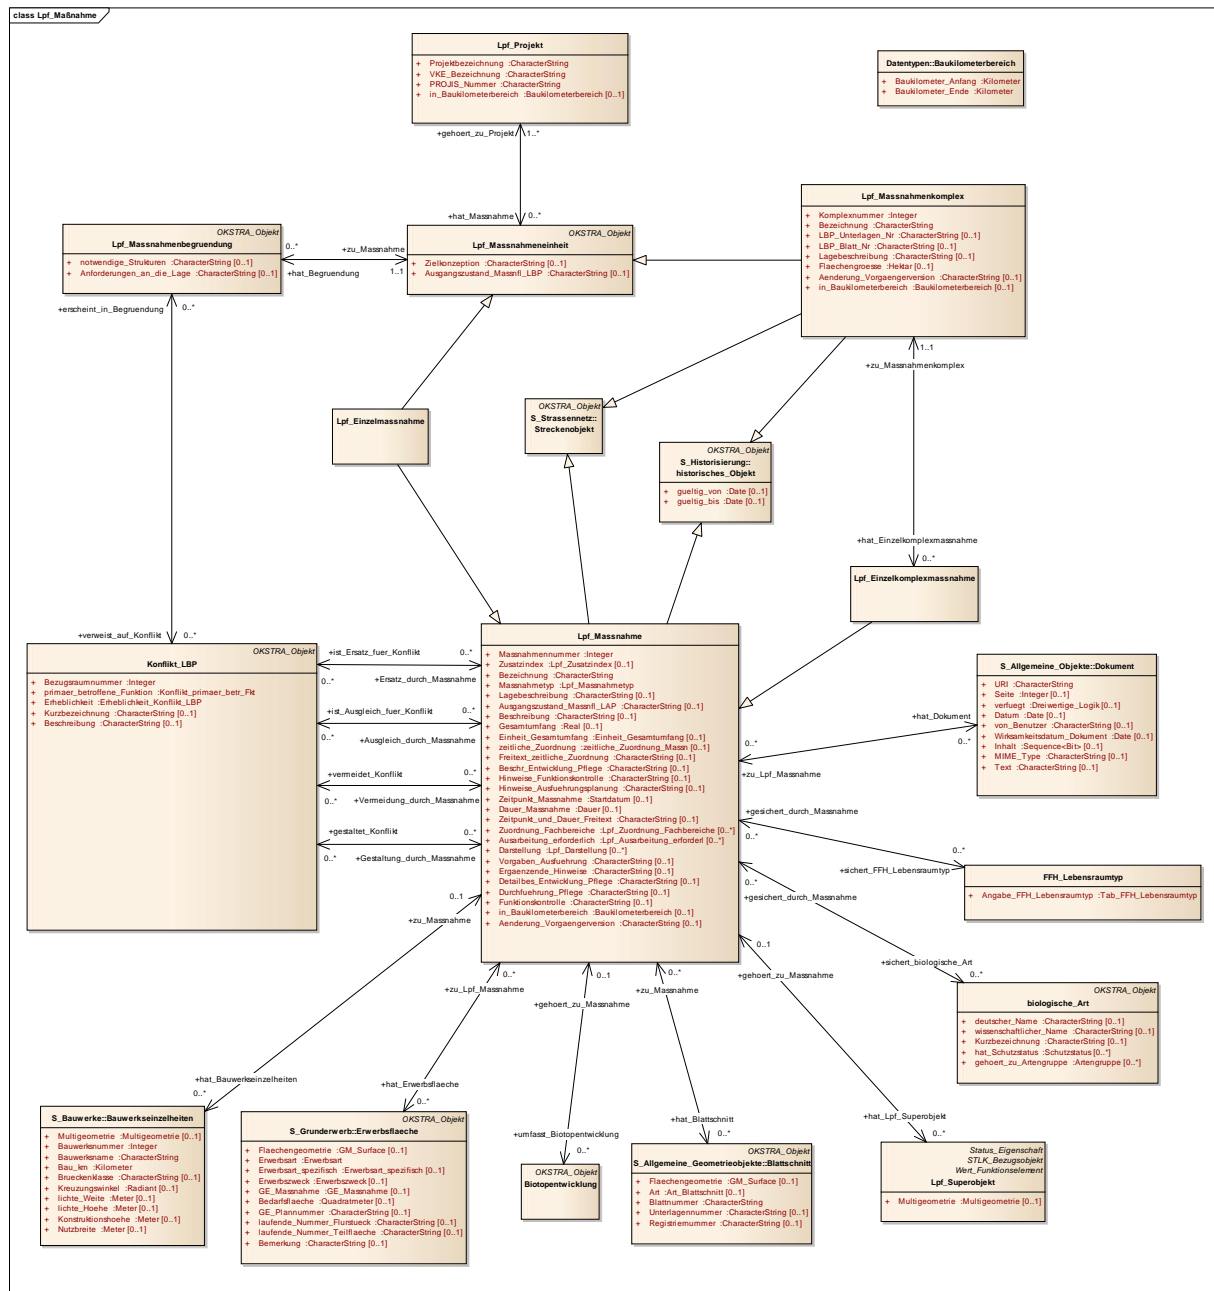 class Lpf_Maßnahme
Lpf_Projekt
+ Projektbezeichnung :CharacterString
+ VKE_Bezeichnung :CharacterString
+ PROJIS_Nummer :CharacterString
+ in_Baukilometerbereich :Baukilometerbereich [0..1]
Datentypen::Baukilometerbereich
+ Baukilometer_Anfang :Kilometer
+ Baukilometer_Ende :Kilometer
+gehoert_zu_Projekt
1..*
+hat_Massnahme
0..*
Lpf_Massnahmenkomplex
+ Komplexnummer :Integer
+ Bezeichnung :CharacterString
+ LBP_Unterlagen_Nr :CharacterString [0..1]
+ LBP_Blatt_Nr :CharacterString [0..1]
+ Lagebeschreibung :CharacterString [0..1]
+ Flaechengroesse :Hektar [0..1]
+ Aenderung_Vorgaengerversion :CharacterString [0..1]
+ in_Baukilometerbereich :Baukilometerbereich [0..1]
OKSTRA_Objekt
Lpf_Massnahmenbegruendung
+ notwendige_Strukturen :CharacterString [0..1]
+ Anforderungen_an_die_Lage :CharacterString [0..1]
0..*
+zu_Massnahme
+hat_Begruendung
1..1
OKSTRA_Objekt
Lpf_Massnahmeneinheit
+ Zielkonzeption :CharacterString [0..1]
+ Ausgangszustand_Massnfl_LBP :CharacterString [0..1]
+erscheint_in_Begruendung
0..*
1..1
+zu_Massnahmenkomplex
Lpf_Einzelmassnahme
OKSTRA_Objekt
S_Strassennetz::
Streckenobjekt
OKSTRA_Objekt
S_Historisierung::
historisches_Objekt
+ gueltig_von :Date [0..1]
+ gueltig_bis :Date [0..1]
+hat_Einzelkomplexmassnahme
0..*
Lpf_Einzelkomplexmassnahme
+verweist_auf_Konflikt
0..*
OKSTRA_Objekt
Konflikt_LBP
+ Bezugsraumnummer :Integer
+ primaer_betroffene_Funktion :Konflikt_primaer_betr_Fkt
+ Erheblichkeit :Erheblichkeit_Konflikt_LBP
+ Kurzbezeichnung :CharacterString [0..1]
+ Beschreibung :CharacterString [0..1]
+ist_Ersatz_fuer_Konflikt
0..*
0..*
+Ersatz_durch_Massnahme
+ist_Ausgleich_fuer_Konflikt
0..*
0..*
+Ausgleich_durch_Massnahme
+vermeidet_Konflikt
0..*
0..*
+Vermeidung_durch_Massnahme
+gestaltet_Konflikt
0..*
0..*
+Gestaltung_durch_Massnahme
Lpf_Massnahme
+ Massnahmennummer :Integer
+ Zusatzindex :Lpf_Zusatzindex [0..1]
+ Bezeichnung :CharacterString
+ Massnahmetyp :Lpf_Massnahmetyp
+ Lagebeschreibung :CharacterString [0..1]
+ Ausgangszustand_Massnfl_LAP :CharacterString [0..1]
+ Beschreibung :CharacterString [0..1]
+ Gesamtumfang :Real [0..1]
+ Einheit_Gesamtumfang :Einheit_Gesamtumfang [0..1]
+ zeitliche_Zuordnung :zeitliche_Zuordnung_Massn [0..1]
+ Freitext_zeitliche_Zuordnung :CharacterString [0..1]
+ Beschr_Entwicklung_Pflege :CharacterString [0..1]
+ Hinweise_Funktionskontrolle :CharacterString [0..1]
+ Hinweise_Ausfuehrungsplanung :CharacterString [0..1]
+ Zeitpunkt_Massnahme :Startdatum [0..1]
+ Dauer_Massnahme :Dauer [0..1]
+ Zeitpunkt_und_Dauer_Freitext :CharacterString [0..1]
+ Zuordnung_Fachbereiche :Lpf_Zuordnung_Fachbereiche [0..*]
+ Ausarbeitung_erforderlich :Lpf_Ausarbeitung_erforderl [0..*]
+ Darstellung :Lpf_Darstellung [0..*]
+ Vorgaben_Ausfuehrung :CharacterString [0..1]
+ Ergaenzende_Hinweise :CharacterString [0..1]
+ Detailbes_Entwicklung_Pflege :CharacterString [0..1]
+ Durchfuehrung_Pflege :CharacterString [0..1]
+ Funktionskontrolle :CharacterString [0..1]
+ in_Baukilometerbereich :Baukilometerbereich [0..1]
+ Aenderung_Vorgaengerversion :CharacterString [0..1]
S_Allgemeine_Objekte::Dokument
+ URI :CharacterString
+ Seite :Integer [0..1]
+ verfuegt :Dreiwertige_Logik [0..1]
+ Datum :Date [0..1]
+ von_Benutzer :CharacterString [0..1]
+ Wirksamkeitsdatum_Dokument :Date [0..1]
+ Inhalt :Sequence<Bit> [0..1]
+ MIME_Type :CharacterString [0..1]
+ Text :CharacterString [0..1]
+hat_Dokument
0..*
0..*
+zu_Lpf_Massnahme
+gesichert_durch_Massnahme
0..*
0..*
+sichert_FFH_Lebensraumtyp
FFH_Lebensraumtyp
+ Angabe_FFH_Lebensraumtyp :Tab_FFH_Lebensraumtyp
0..*
+gesichert_durch_Massnahme
+sichert_biologische_Art
0..*
OKSTRA_Objekt
biologische_Art
+ deutscher_Name :CharacterString [0..1]
+ wissenschaftlicher_Name :CharacterString [0..1]
+ Kurzbezeichnung :CharacterString [0..1]
+ hat_Schutzstatus :Schutzstatus [0..*]
+ gehoert_zu_Artengruppe :Artengruppe [0..*]
0..1
+gehoert_zu_Massnahme
+hat_Lpf_Superobjekt
0..*
0..1
+zu_Massnahme
+hat_Bauwerkseinzelheiten
0..*
0..*
+zu_Lpf_Massnahme
+hat_Erwerbsflaeche
0..*
0..1
+gehoert_zu_Massnahme
+umfasst_Biotopentwicklung
0..*
0..*
+zu_Massnahme
+hat_Blattschnitt
0..*
S_Bauwerke::Bauwerkseinzelheiten
+ Multigeometrie :Multigeometrie [0..1]
+ Bauwerksnummer :Integer
+ Bauwerksname :CharacterString
+ Bau_km :Kilometer
+ Brueckenklasse :CharacterString [0..1]
+ Kreuzungswinkel :Radiant [0..1]
+ lichte_Weite :Meter [0..1]
+ lichte_Hoehe :Meter [0..1]
+ Konstruktionshoehe :Meter [0..1]
+ Nutzbreite :Meter [0..1]
OKSTRA_Objekt
S_Grunderwerb::Erwerbsflaeche
+ Flaechengeometrie :GM_Surface [0..1]
+ Erwerbsart :Erwerbsart
+ Erwerbsart_spezifisch :Erwerbsart_spezifisch [0..1]
+ Erwerbszweck :Erwerbszweck [0..1]
+ GE_Massnahme :GE_Massnahme [0..1]
+ Bedarfsflaeche :Quadratmeter [0..1]
+ GE_Plannummer :CharacterString [0..1]
+ laufende_Nummer_Flurstueck :CharacterString [0..1]
+ laufende_Nummer_Teilflaeche :CharacterString [0..1]
+ Bemerkung :CharacterString [0..1]
OKSTRA_Objekt
Biotopentwicklung
OKSTRA_Objekt
S_Allgemeine_Geometrieobjekte::Blattschnitt
+ Flaechengeometrie :GM_Surface [0..1]
+ Art :Art_Blattschnitt [0..1]
+ Blattnummer :CharacterString
+ Unterlagennummer :CharacterString [0..1]
+ Registriernummer :CharacterString [0..1]
Status_Eigenschaft
STLK_Bezugsobjekt
Wert_Funktionselement
Lpf_Superobjekt
+ Multigeometrie :Multigeometrie [0..1]